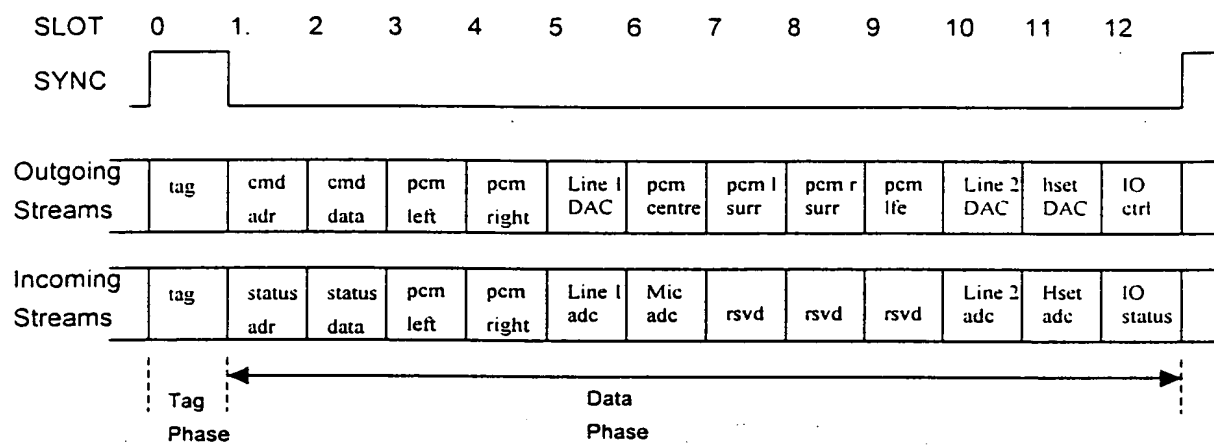 SLOT 0 1. 2 3 4 5 6 7 8 9 10 11 12
SYNC
Outgoing Streams
tag
cmd adr
cmd data
pcm left
pcm right
Line 1 DAC
pcm centre
pcm l surr
pcm r surr
pcm lfe
Line 2 DAC
hset DAC
IO ctrl
Incoming Streams
tag
status adr
status data
pcm left
pcm right
Line 1 adc
Mic adc
rsvd
rsvd
rsvd
Line 2 adc
Hset adc
IO status
Tag Phase
Data Phase